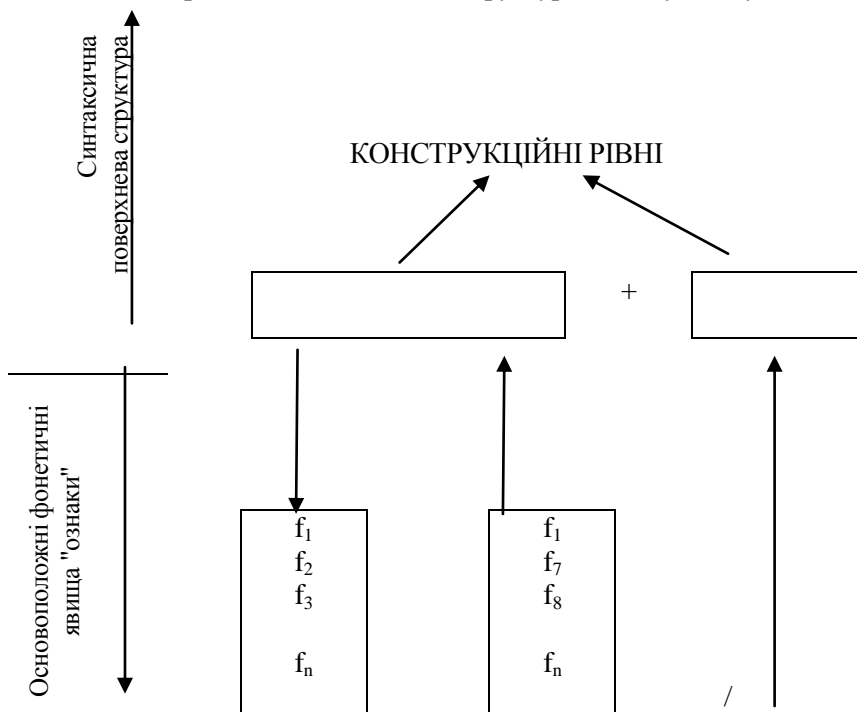 Синтаксична
поверхнева структура
КОНСТРУКЦІЙНІ РІВНІ
+
Основоположні фонетичні
явища "ознаки"
f₁
f₂
f₃
fₙ
f₁
f₇
f₈
fₙ
/